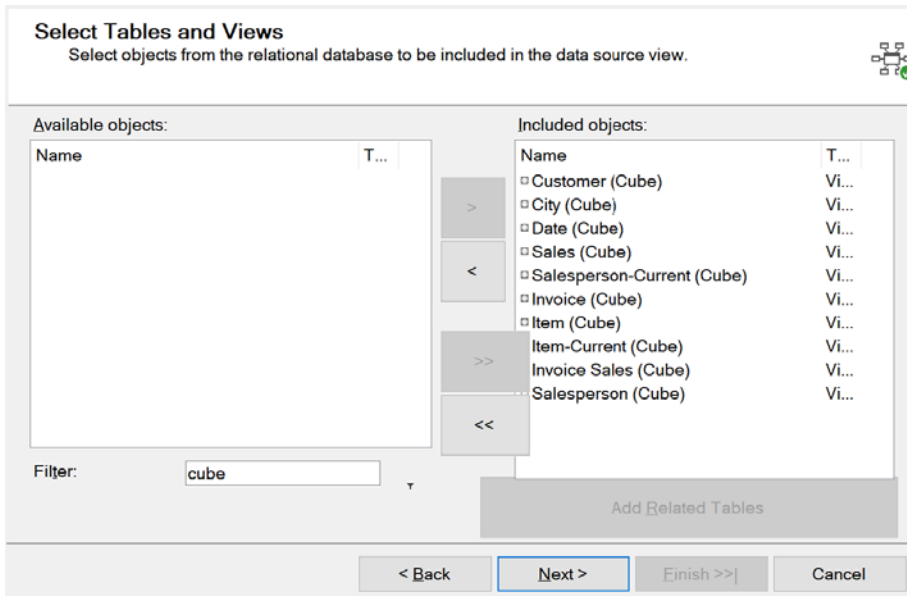 Select Tables and Views
Select objects from the relational database to be included in the data source view.
Available objects:
Name T...
Filter:
cube
>
<
>>
<<
Included objects:
Name T...
Customer (Cube) Vi...
City (Cube) Vi...
Date (Cube) Vi...
Sales (Cube) Vi...
Salesperson-Current (Cube) Vi...
Invoice (Cube) Vi...
Item (Cube) Vi...
Item-Current (Cube) Vi...
Invoice Sales (Cube) Vi...
Salesperson (Cube) Vi...
Add Related Tables
< Back Next > Finish >>| Cancel